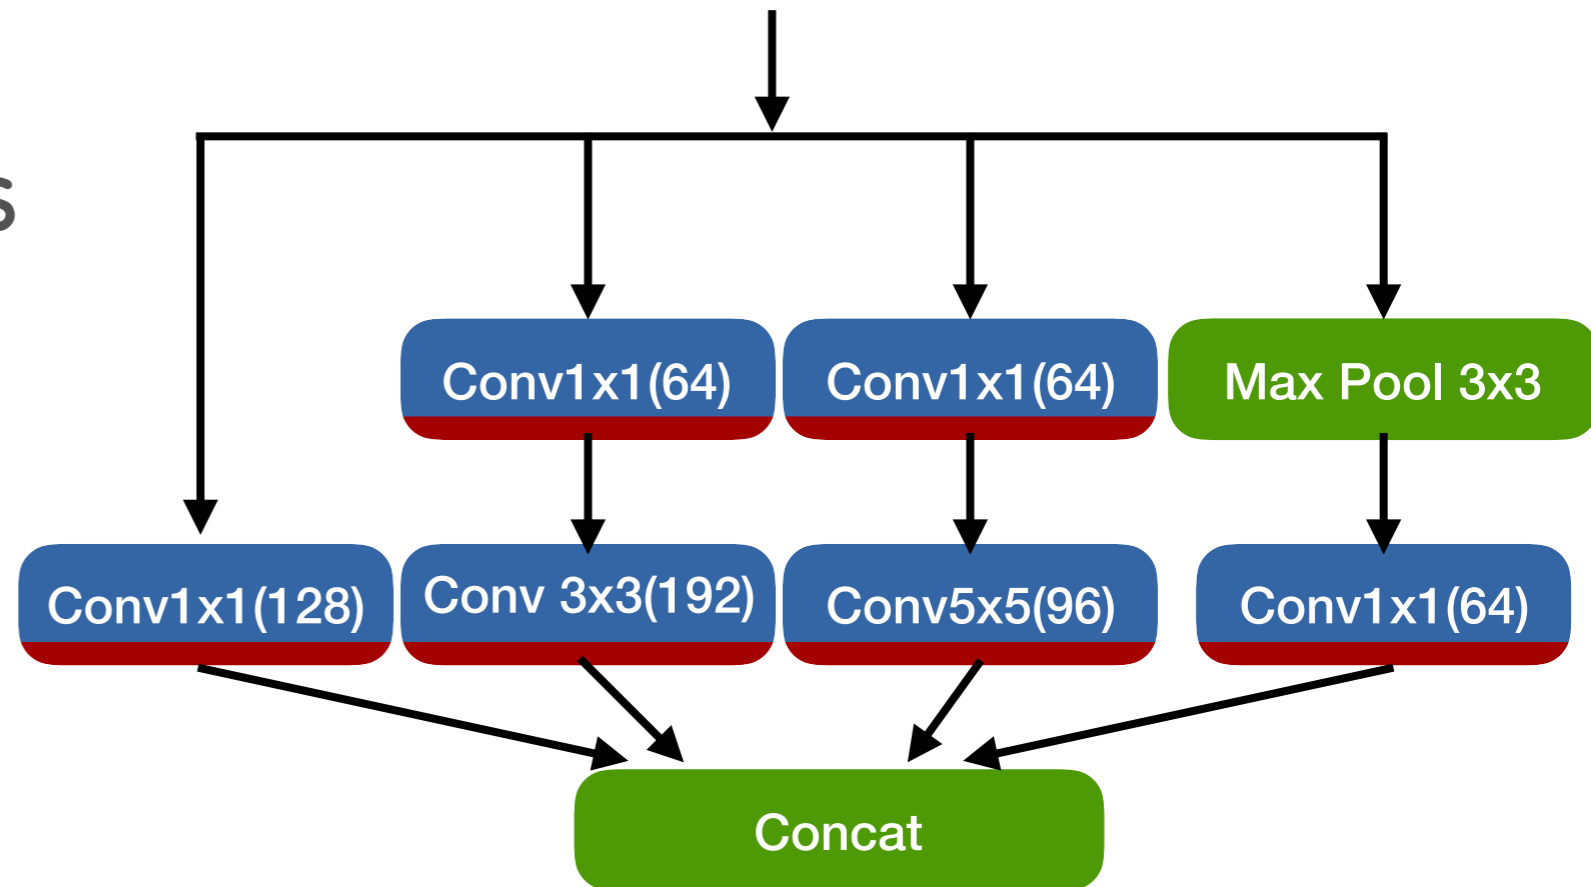 s
Conv1x1(64)
Conv1x1(64)
Max Pool 3x3
Conv1x1(128)
Conv 3x3(192)
Conv5x5(96)
Conv1x1(64)
Concat